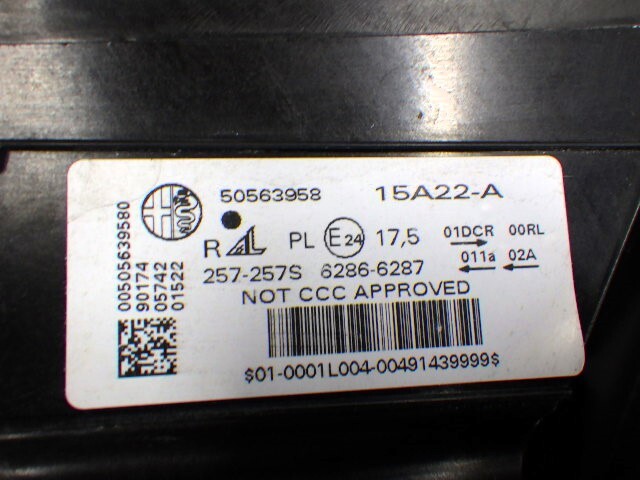 50563958 15A22-A
R AL PL E24 17,5 01DCR 00RL
257-257S 6286-6287 011a 02A
NOT CCC APPROVED
$01-0001L004-00491439999$
00505639580
90174
05742
01522